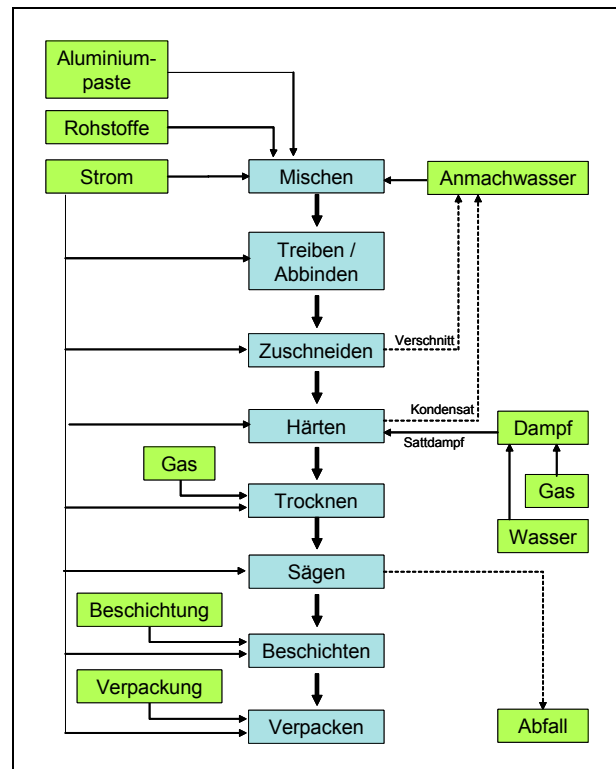 Aluminium-
paste
Rohstoffe
Strom
Mischen
Anmachwasser
Treiben /
Abbinden
Zuschneiden
Verschnitt
Härten
Kondensat
Sattdampf
Dampf
Gas
Gas
Trocknen
Wasser
Sägen
Beschichtung
Beschichten
Verpackung
Verpacken
Abfall